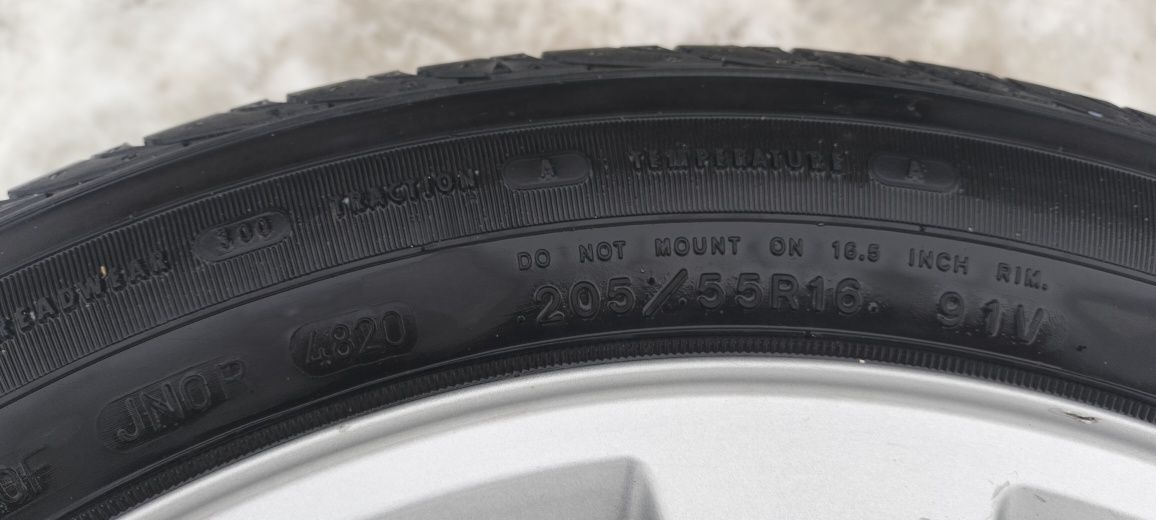 TREADWEAR 300 TRACTION A TEMPERATURE A
DO NOT MOUNT ON 16.5 INCH RIM.
205/55R16 91V
JN0R 4820